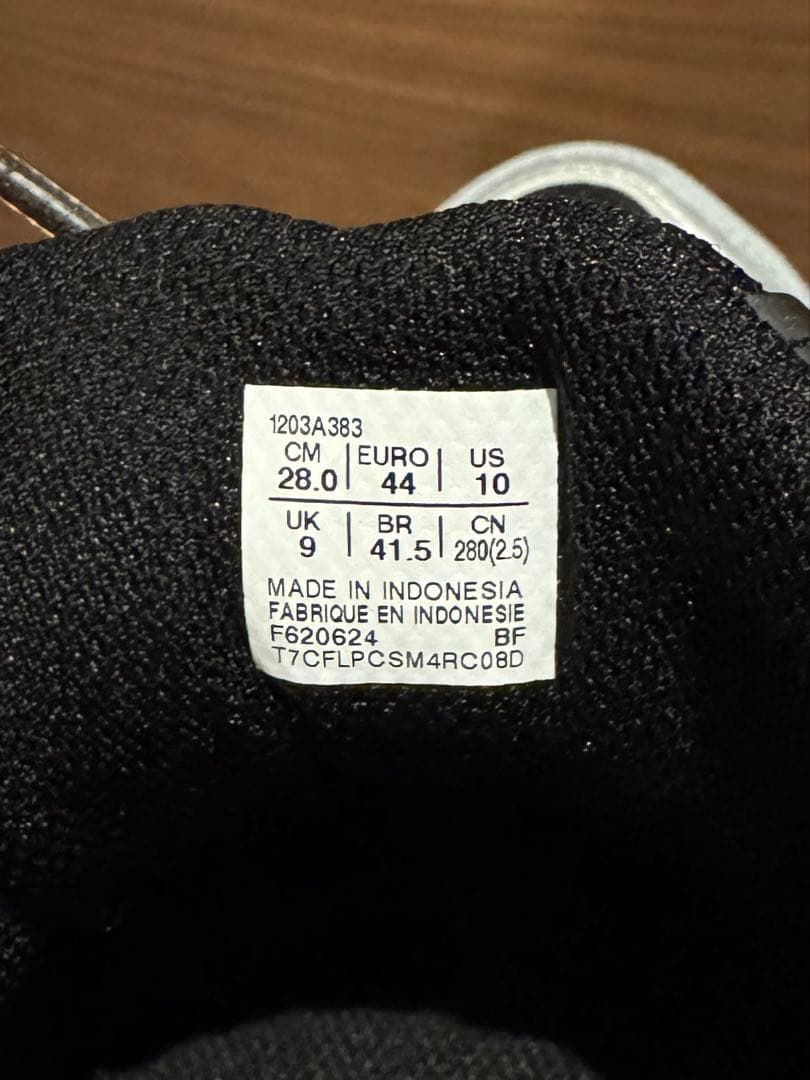 1203A383
CM | EURO | US
28.0 | 44 | 10
UK | BR | CN
9 | 41.5 | 280(2.5)
MADE IN INDONESIA
FABRIQUE EN INDONESIE
F620624 BF
T7CFLPCSM4RC08D